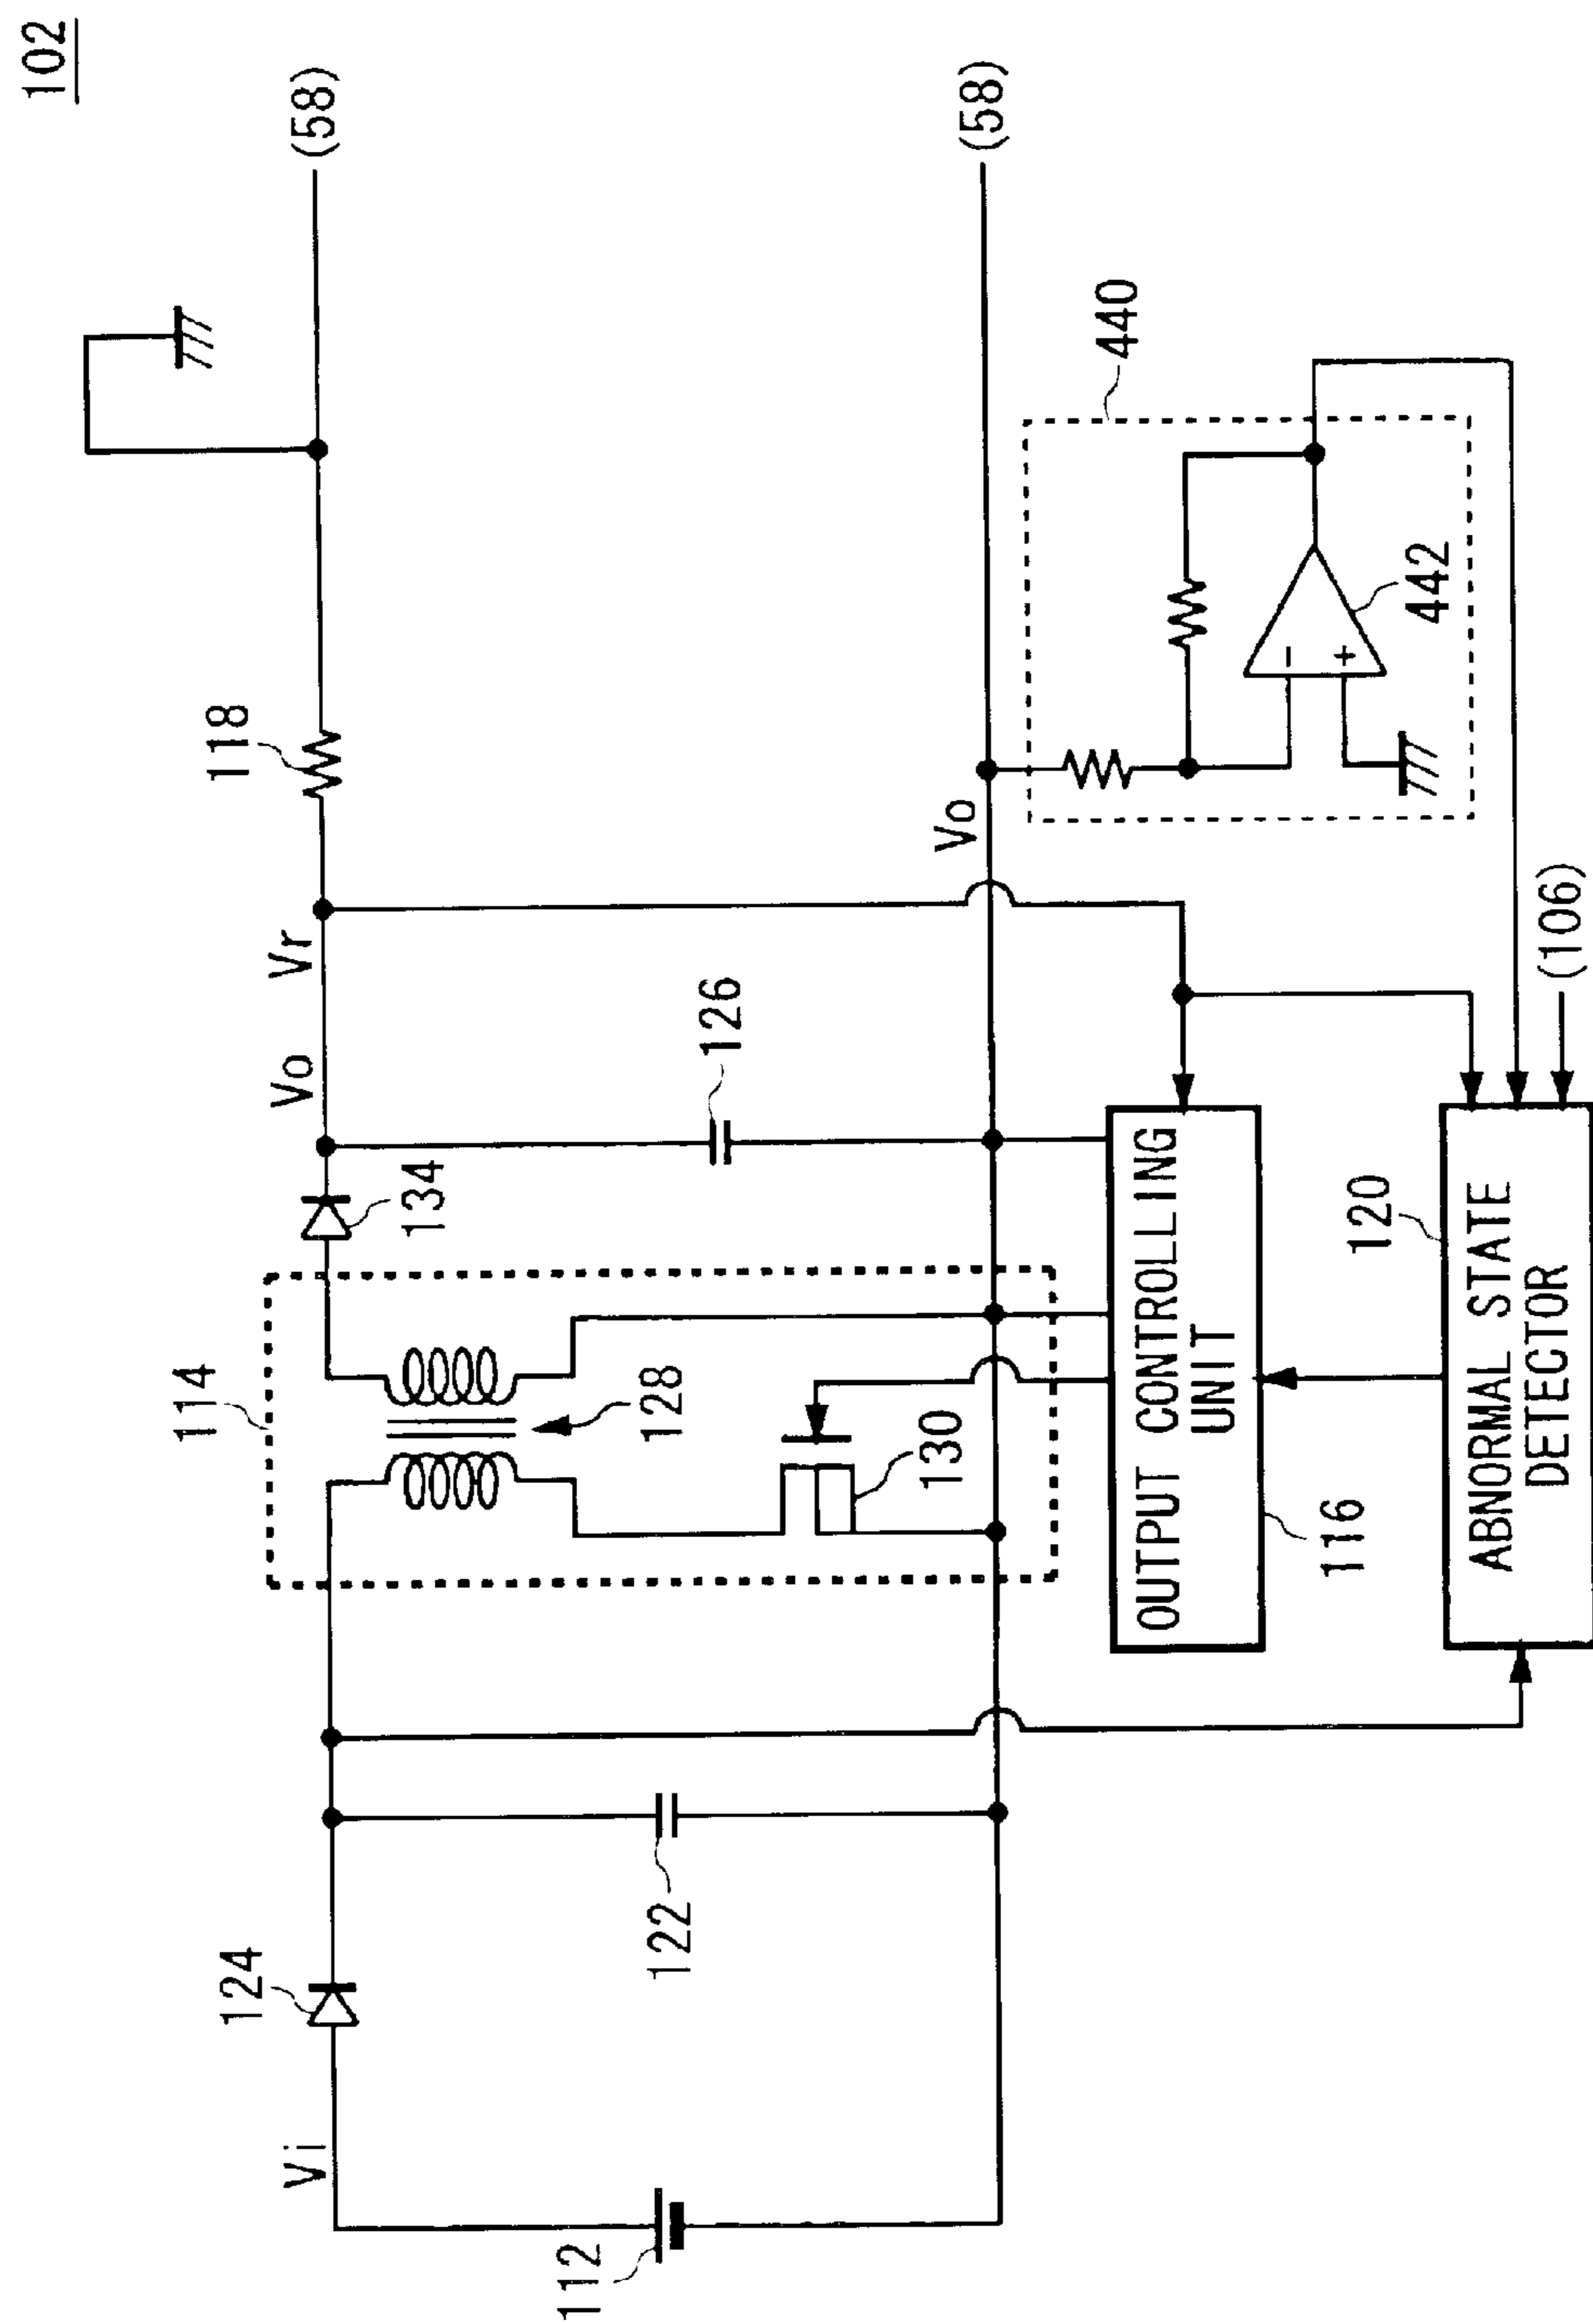 102
(58)
118
Vr
Vo
134
114
128
126
124
Vi
122
112
130
Vo
(58)
440
442
-
+
OUTPUT CONTROLLING
UNIT
116
120
ABNORMAL STATE
DETECTOR
(106)